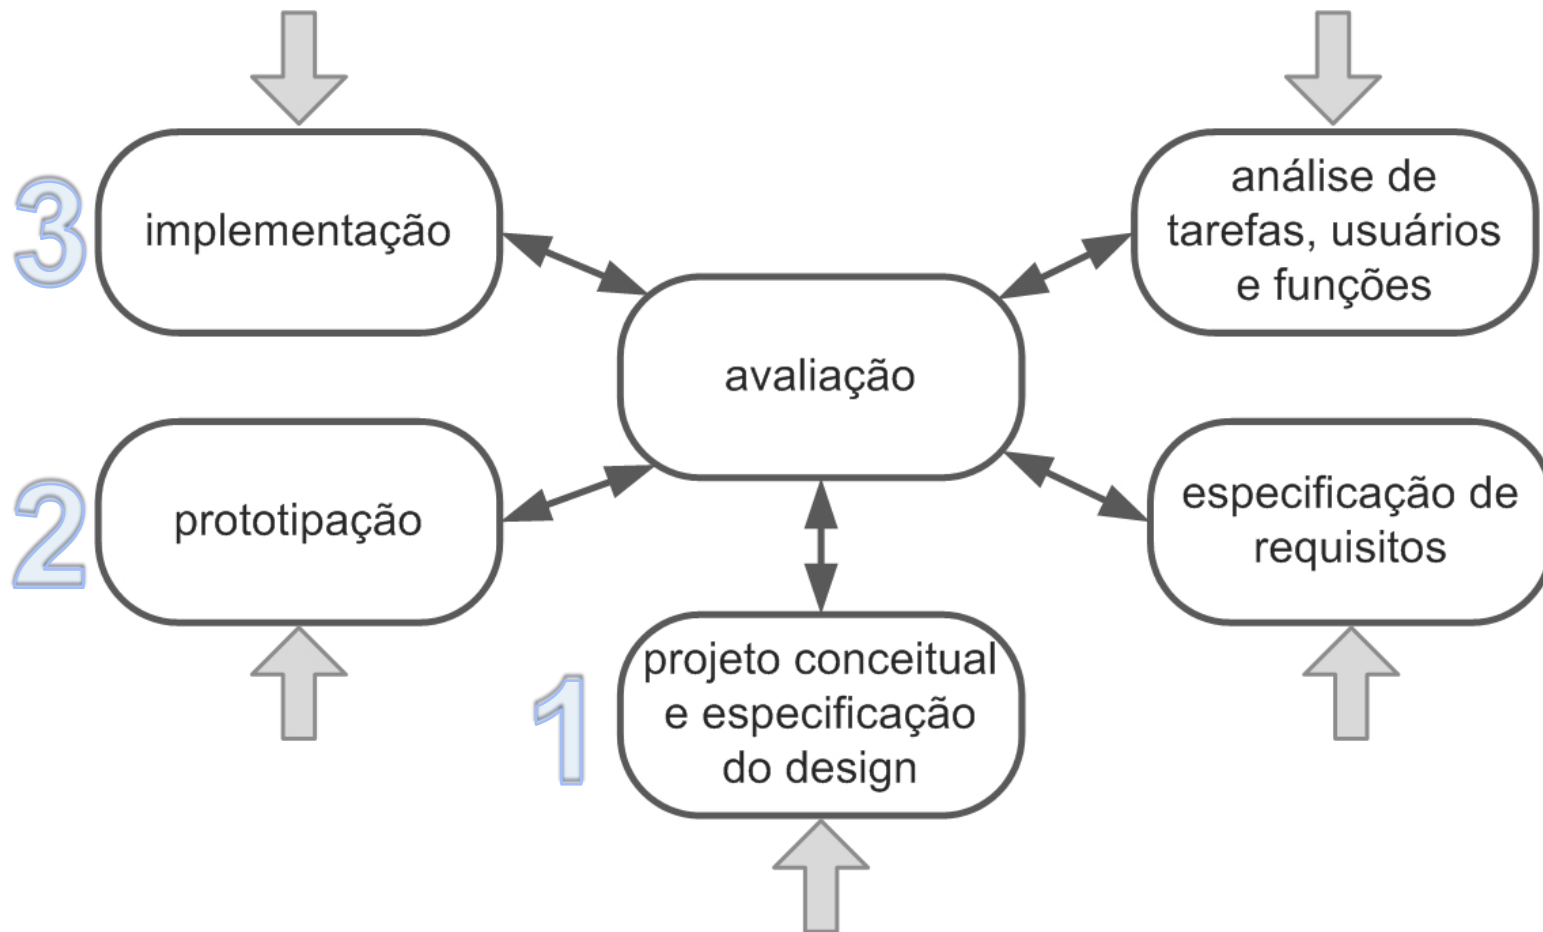 3
implementação
análise de
tarefas, usuários
e funções
avaliação
2
prototipação
especificação de
requisitos
1
projeto conceitual
e especificação
do design